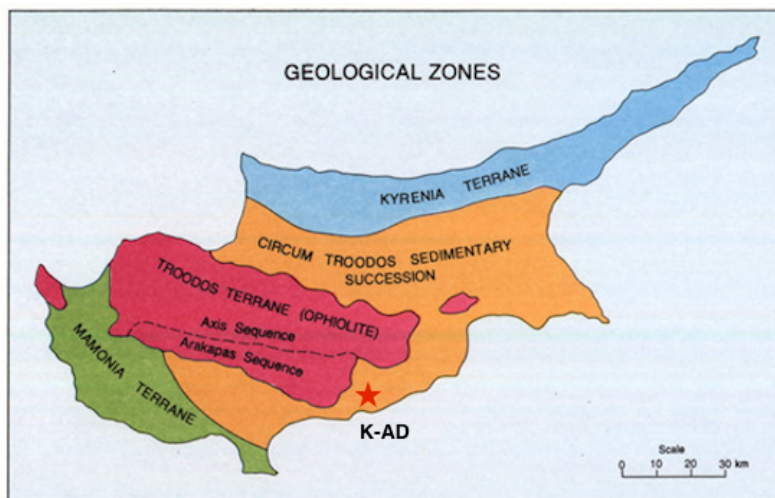 GEOLOGICAL ZONES
KYRENIA TERRANE
CIRCUM TROODOS SEDIMENTARY
SUCCESSION
TROODOS TERRANE (OPHIOLITE)
Axis Sequence
Arakapas Sequence
MAMONIA TERRANE
K-AD
Scale
0 10 20 30 km